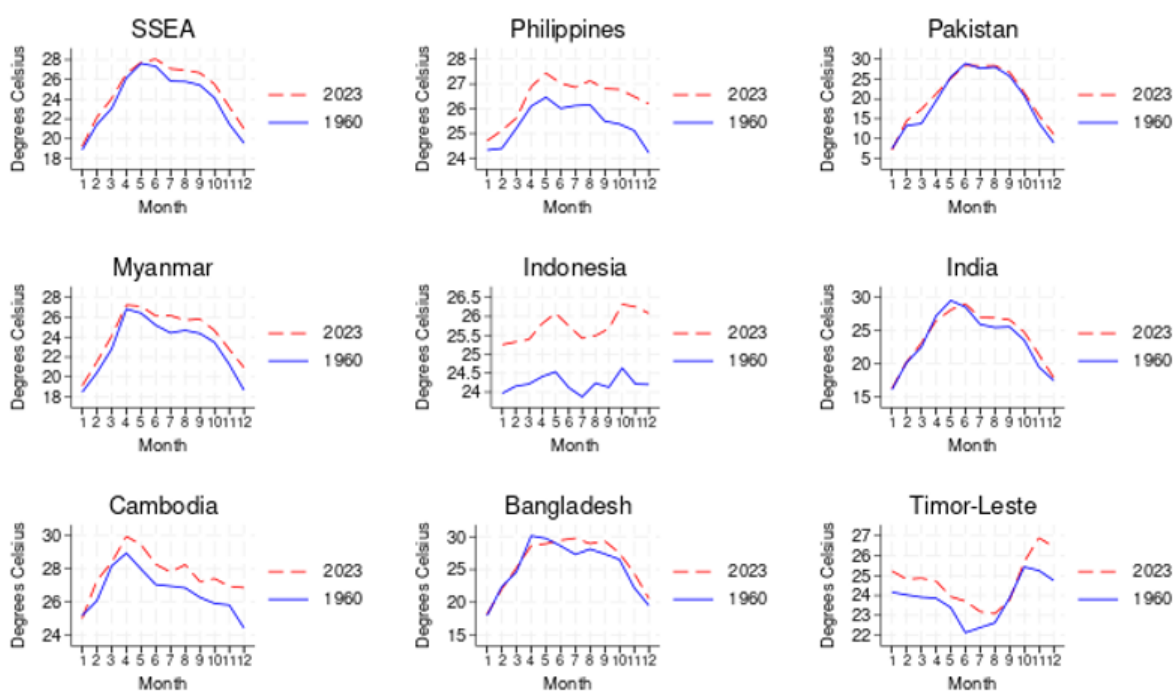 SSEA
Degrees Celsius
28
26
24
22
20
18
1 2 3 4 5 6 7 8 9 10 11 12
Month
2023
1960
Philippines
Degrees Celsius
28
27
26
25
24
1 2 3 4 5 6 7 8 9 10 11 12
Month
2023
1960
Pakistan
Degrees Celsius
30
25
20
15
10
5
1 2 3 4 5 6 7 8 9 10 11 12
Month
2023
1960
Myanmar
Degrees Celsius
28
26
24
22
20
18
1 2 3 4 5 6 7 8 9 10 11 12
Month
2023
1960
Indonesia
Degrees Celsius
26.5
26
25.5
25
24.5
24
1 2 3 4 5 6 7 8 9 10 11 12
Month
2023
1960
India
Degrees Celsius
30
25
20
15
1 2 3 4 5 6 7 8 9 10 11 12
Month
2023
1960
Cambodia
Degrees Celsius
30
28
26
24
1 2 3 4 5 6 7 8 9 10 11 12
Month
2023
1960
Bangladesh
Degrees Celsius
30
25
20
15
1 2 3 4 5 6 7 8 9 10 11 12
Month
2023
1960
Timor-Leste
Degrees Celsius
27
26
25
24
23
22
1 2 3 4 5 6 7 8 9 10 11 12
Month
2023
1960